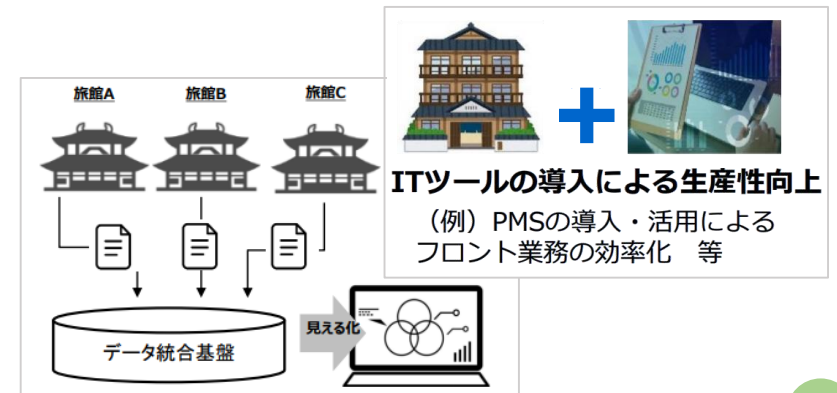 旅館A
旅館B
旅館C
データ統合基盤
見える化
ITツールの導入による生産性向上
（例）PMSの導入・活用による
フロント業務の効率化　等